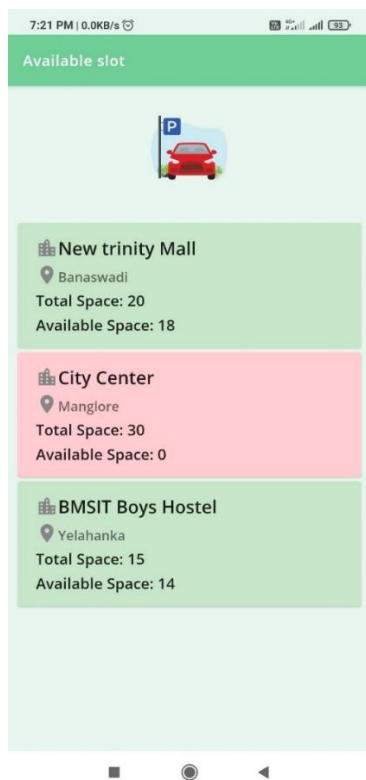 7:21 PM | 0.0KB/s
93
Available slot
P
New trinity Mall
Banaswadi
Total Space: 20
Available Space: 18
City Center
Manglore
Total Space: 30
Available Space: 0
BMSIT Boys Hostel
Yelahanka
Total Space: 15
Available Space: 14